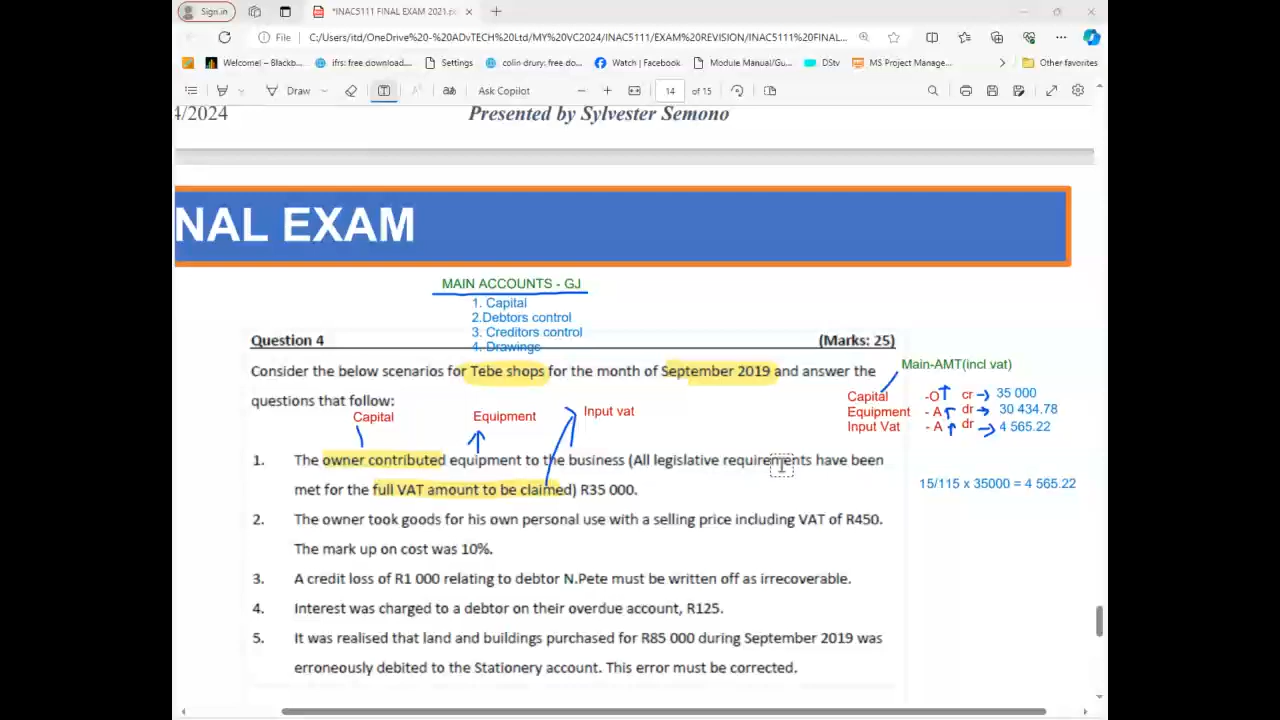 Sign in
*INAC5111 FINAL EXAM 2021.pd
File
C:/Users/itd/OneDrive%20-%20ADvTECH%20Ltd/MY%20VC2024/INAC5111/EXAM%20REVISION/INAC5111%20FINAL...
Welcome! – Blackb...
ifrs: free download...
Settings
colin drury: free do...
Watch | Facebook
Module Manual/Gu...
DStv
MS Project Manage...
Other favorites
Draw
Ask Copilot
14 of 15
4/2024
Presented by Sylvester Semono
NAL EXAM
MAIN ACCOUNTS - GJ
1. Capital
2.Debtors control
3. Creditors control
4. Drawings
Question 4 (Marks: 25)
Consider the below scenarios for Tebe shops for the month of September 2019 and answer the
questions that follow:
Main-AMT(incl vat)
Capital -O cr 35 000
Equipment - A dr 30 434.78
Input Vat - A dr 4 565.22
Capital Equipment Input vat
1. The owner contributed equipment to the business (All legislative requirements have been
met for the full VAT amount to be claimed) R35 000.
15/115 x 35000 = 4 565.22
2. The owner took goods for his own personal use with a selling price including VAT of R450.
The mark up on cost was 10%.
3. A credit loss of R1 000 relating to debtor N.Pete must be written off as irrecoverable.
4. Interest was charged to a debtor on their overdue account, R125.
5. It was realised that land and buildings purchased for R85 000 during September 2019 was
erroneously debited to the Stationery account. This error must be corrected.